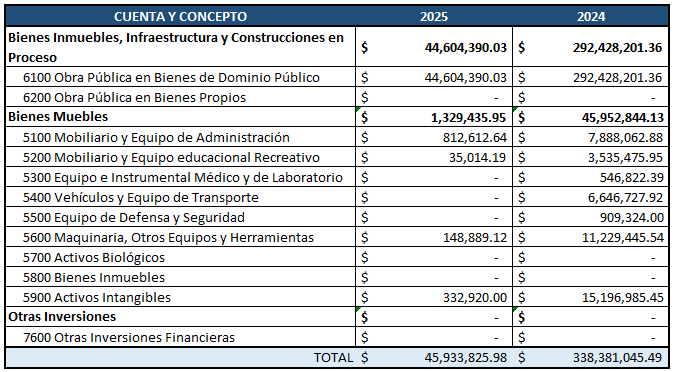 CUENTA Y CONCEPTO 2025 2024
Bienes Inmuebles, Infraestructura y Construcciones en
Proceso $ 44,604,390.03 $ 292,428,201.36
6100 Obra Pública en Bienes de Dominio Público $ 44,604,390.03 $ 292,428,201.36
6200 Obra Pública en Bienes Propios $ - $ -
Bienes Muebles $ 1,329,435.95 $ 45,952,844.13
5100 Mobiliario y Equipo de Administración $ 812,612.64 $ 7,888,062.88
5200 Mobiliario y Equipo educacional Recreativo $ 35,014.19 $ 3,535,475.95
5300 Equipo e Instrumental Médico y de Laboratorio $ - $ 546,822.39
5400 Vehículos y Equipo de Transporte $ - $ 6,646,727.92
5500 Equipo de Defensa y Seguridad $ - $ 909,324.00
5600 Maquinaria, Otros Equipos y Herramientas $ 148,889.12 $ 11,229,445.54
5700 Activos Biológicos $ - $ -
5800 Bienes Inmuebles $ - $ -
5900 Activos Intangibles $ 332,920.00 $ 15,196,985.45
Otras Inversiones $ - $ -
7600 Otras Inversiones Financieras $ - $ -
TOTAL $ 45,933,825.98 $ 338,381,045.49